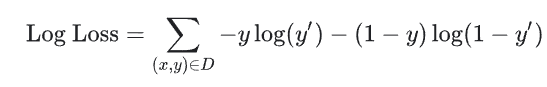 Log Loss = ∑ −y log(y′) − (1 − y) log(1 − y′)
(x,y)∈D